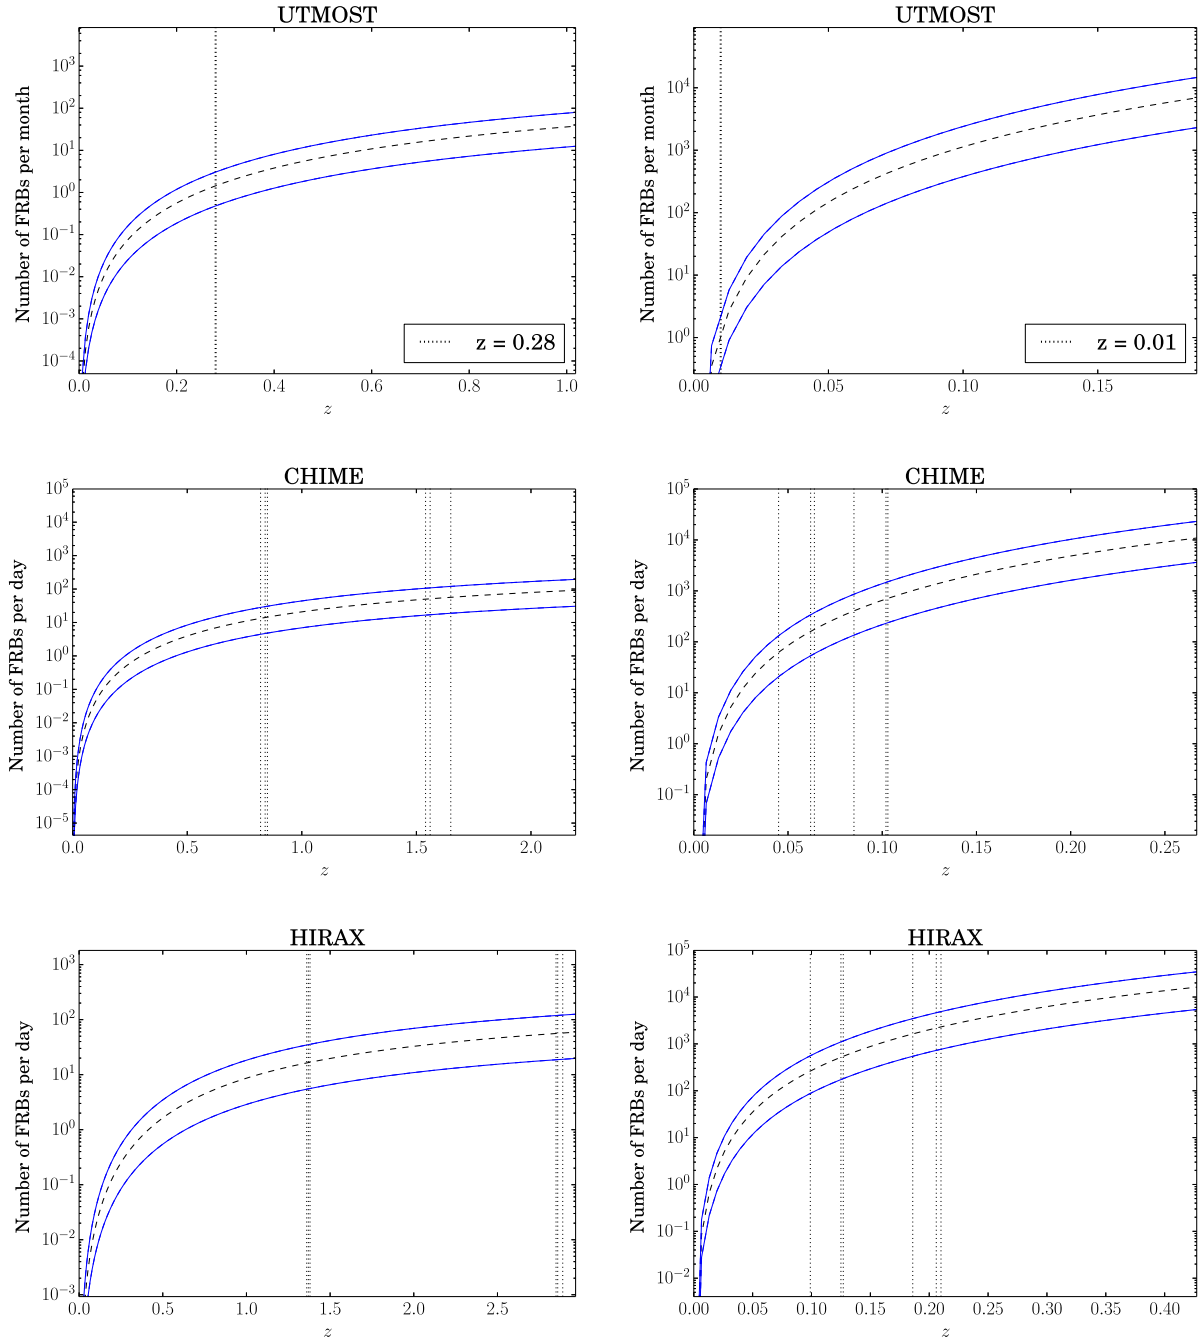 UTMOST
Number of FRBs per month
10^3
10^2
10^1
10^0
10^-1
10^-2
10^-3
10^-4
z = 0.28
0.0 0.2 0.4 0.6 0.8 1.0
z
UTMOST
Number of FRBs per month
10^4
10^3
10^2
10^1
10^0
z = 0.01
0.00 0.05 0.10 0.15
z
CHIME
Number of FRBs per day
10^5
10^4
10^3
10^2
10^1
10^0
10^-1
10^-2
10^-3
10^-4
10^-5
0.0 0.5 1.0 1.5 2.0
z
CHIME
Number of FRBs per day
10^5
10^4
10^3
10^2
10^1
10^0
10^-1
0.00 0.05 0.10 0.15 0.20 0.25
z
HIRAX
Number of FRBs per day
10^3
10^2
10^1
10^0
10^-1
10^-2
10^-3
0.0 0.5 1.0 1.5 2.0 2.5
z
HIRAX
Number of FRBs per day
10^5
10^4
10^3
10^2
10^1
10^0
10^-1
10^-2
0.00 0.05 0.10 0.15 0.20 0.25 0.30 0.35 0.40
z